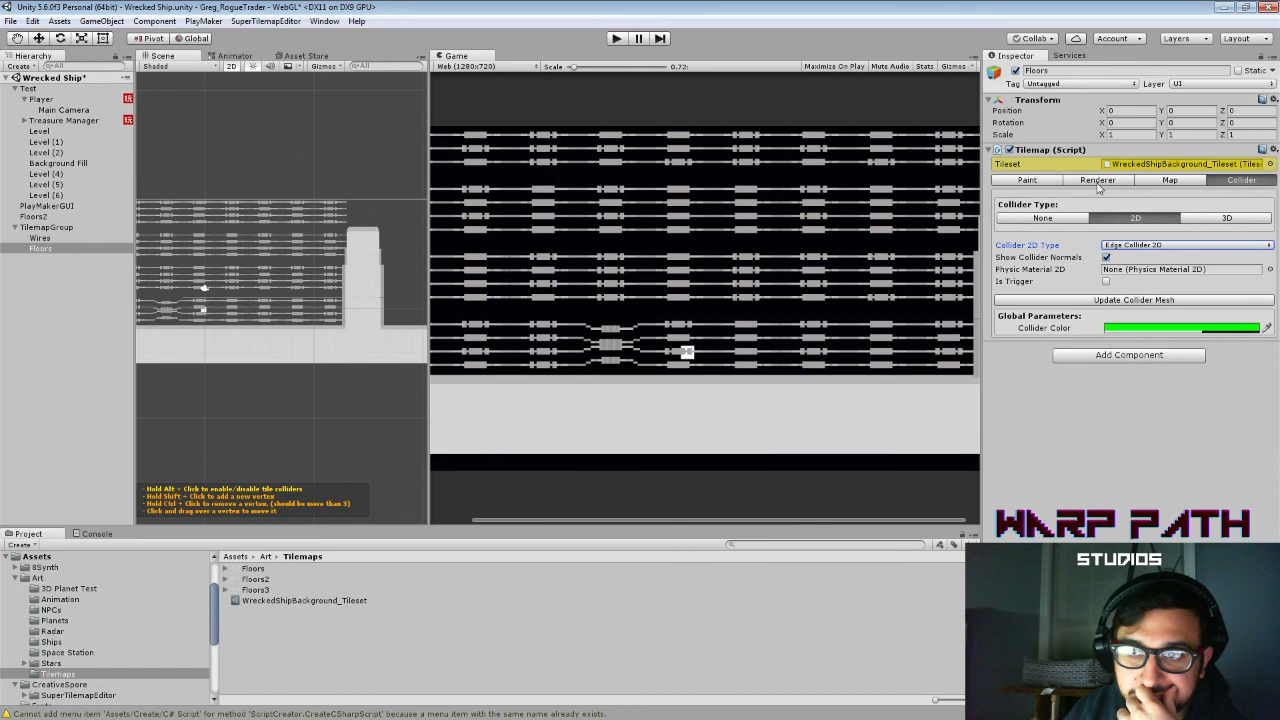 Unity 5.6.0f3 Personal (64bit) - Wrecked Ship.unity - Greg_RogueTrader - WebGL* <DX11 on DX9 GPU>
File Edit Assets GameObject Component PlayMaker SuperTilemapEditor Window Help
Pivot Global Collab Account Layers Layout
Hierarchy
Create All
Wrecked Ship*
Test
Player
Main Camera
Treasure Manager
Level
Level (1)
Level (2)
Background Fill
Level (4)
Level (5)
Level (6)
MapleyrGUI
Floors2
TilemapGroup
Wires
Floors
Scene Animator Asset Store
Shaded 2D Gizmos All
- Hold Alt + Click to enable/disable tile colliders
- Hold Shift + Click to add a new vertex
- Hold Ctrl + Click to remove a vertex. (should be more than 3)
- Click and drag over a vertex to move it
Game
Web (1280x720) Scale 0.72: Maximize On Play Mute Audio Stats Gizmos
Inspector Services
Floors Static
Tag Untagged Layer UI
Transform
Position X 0 Y 0 Z 0
Rotation X 0 Y 0 Z 0
Scale X 1 Y 1 Z 1
Tilemap (Script)
Tileset WreckedShipBackground_Tileset (Tiles
Paint Renderer Map Collider
Collider Type:
None 2D 3D
Collider 2D Type Edge Collider 2D
Show Collider Normals
Physic Material 2D None (Physics Material 2D)
Is Trigger
Update Collider Mesh
Global Parameters:
Collider Color
Add Component
WARP PATH
STUDIOS
Project Console
Create
Assets
8Synth
Art
3D Planet Test
Animation
NPCs
Planets
Radar
Ships
Space Station
Stars
Tilemaps
CreativeSpore
SuperTilemapEditor
Assets Art Tilemaps
Floors
Floors2
Floors3
WreckedShipBackground_Tileset
Cannot add menu item 'Assets/Create/C# Script' for method 'ScriptCreator.CreateCSharpScript' because a menu item with the same name already exists.